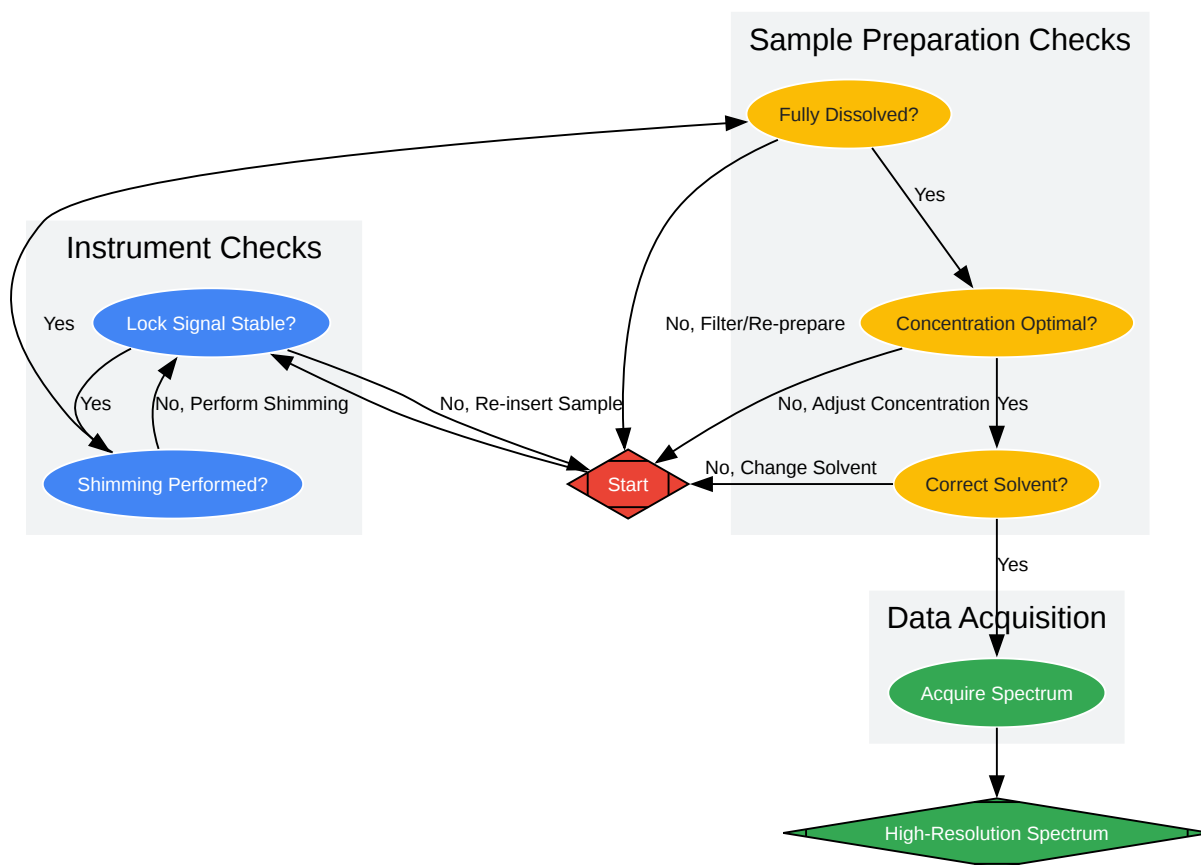 Sample Preparation Checks
Fully Dissolved?
Yes
Instrument Checks
Yes
Lock Signal Stable?
No, Filter/Re-prepare
Concentration Optimal?
Yes
No, Perform Shimming
No, Re-insert Sample
No, Adjust Concentration
Yes
No, Change Solvent
Shimming Performed?
Start
Correct Solvent?
Yes
Data Acquisition
Acquire Spectrum
High-Resolution Spectrum